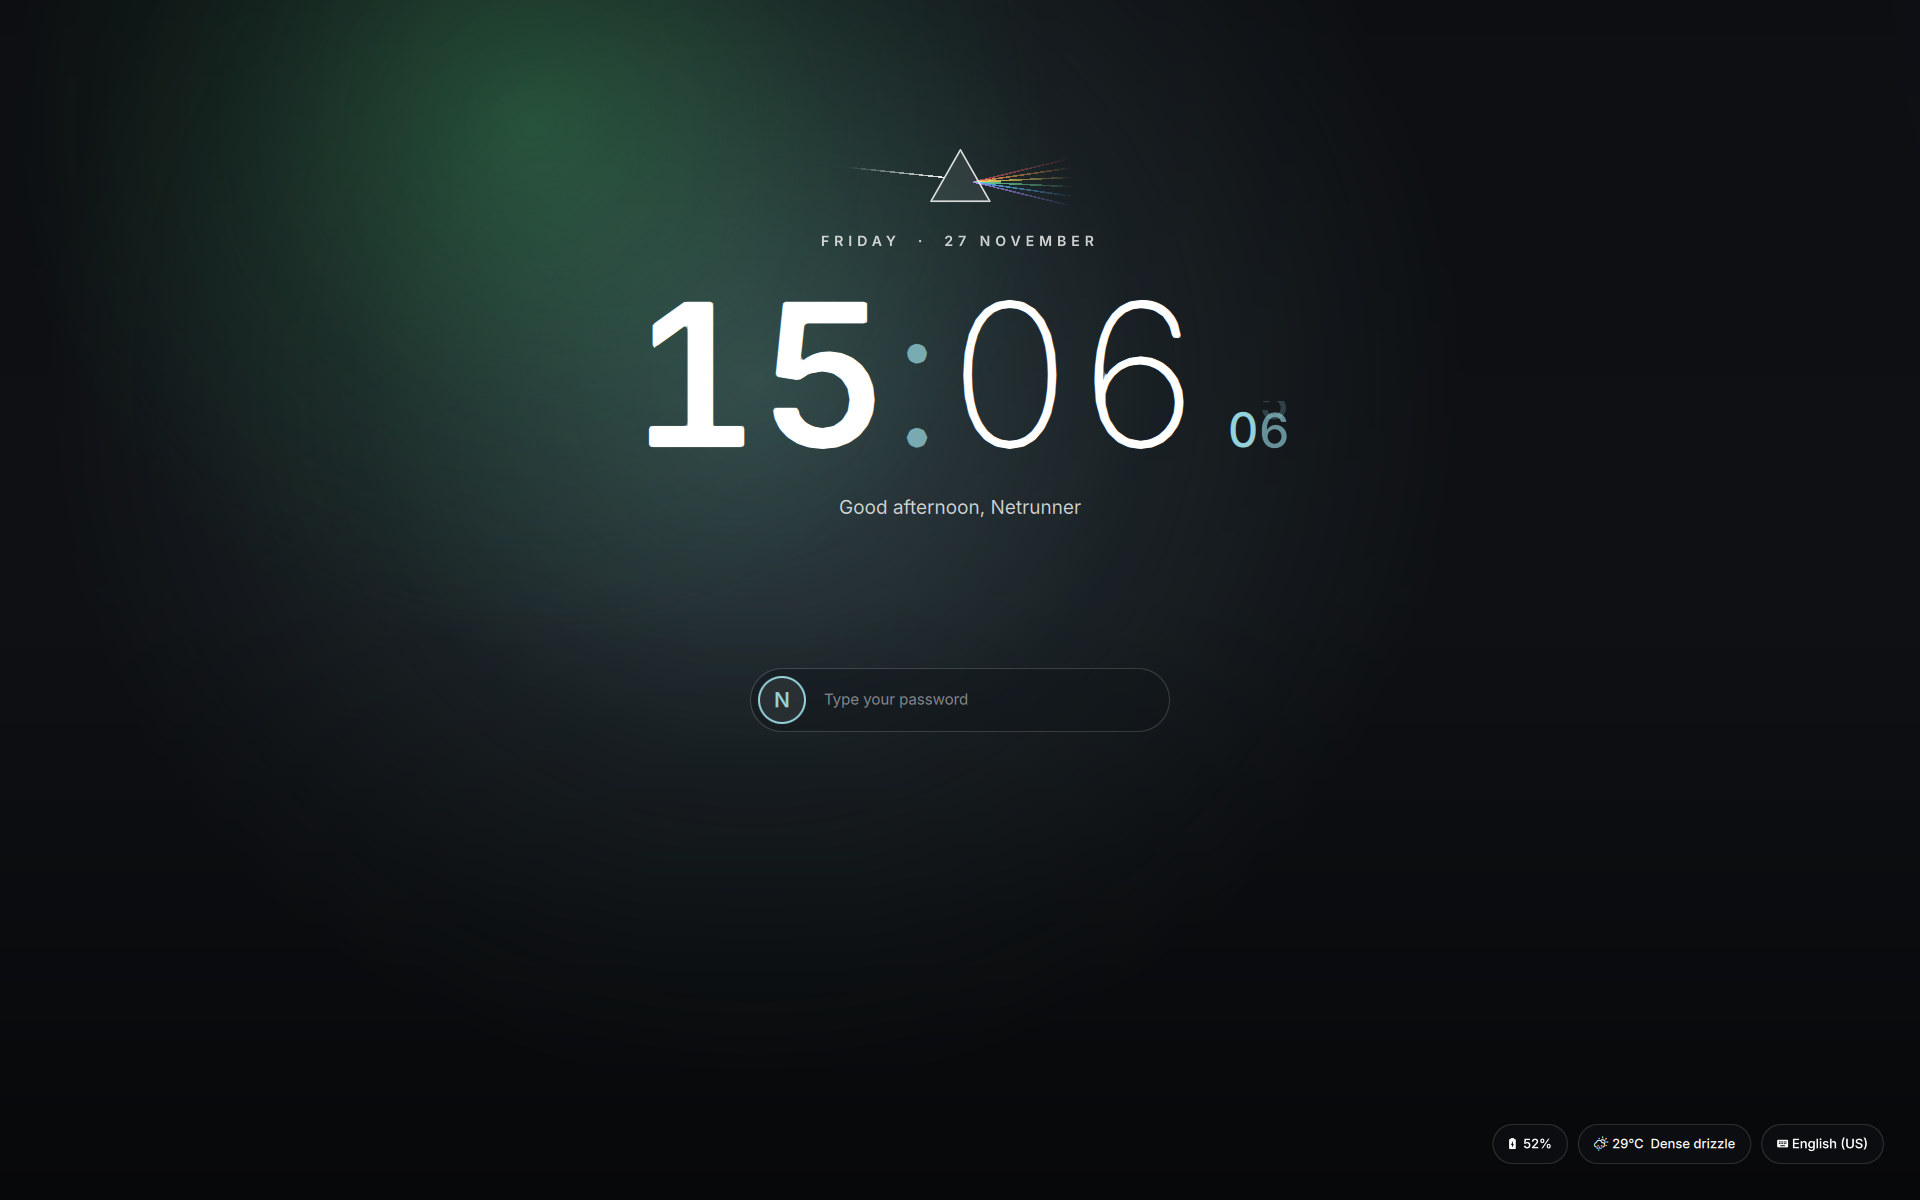 FRIDAY · 27 NOVEMBER
15:06 06
Good afternoon, Netrunner
N Type your password
52% 29°C Dense drizzle English (US)